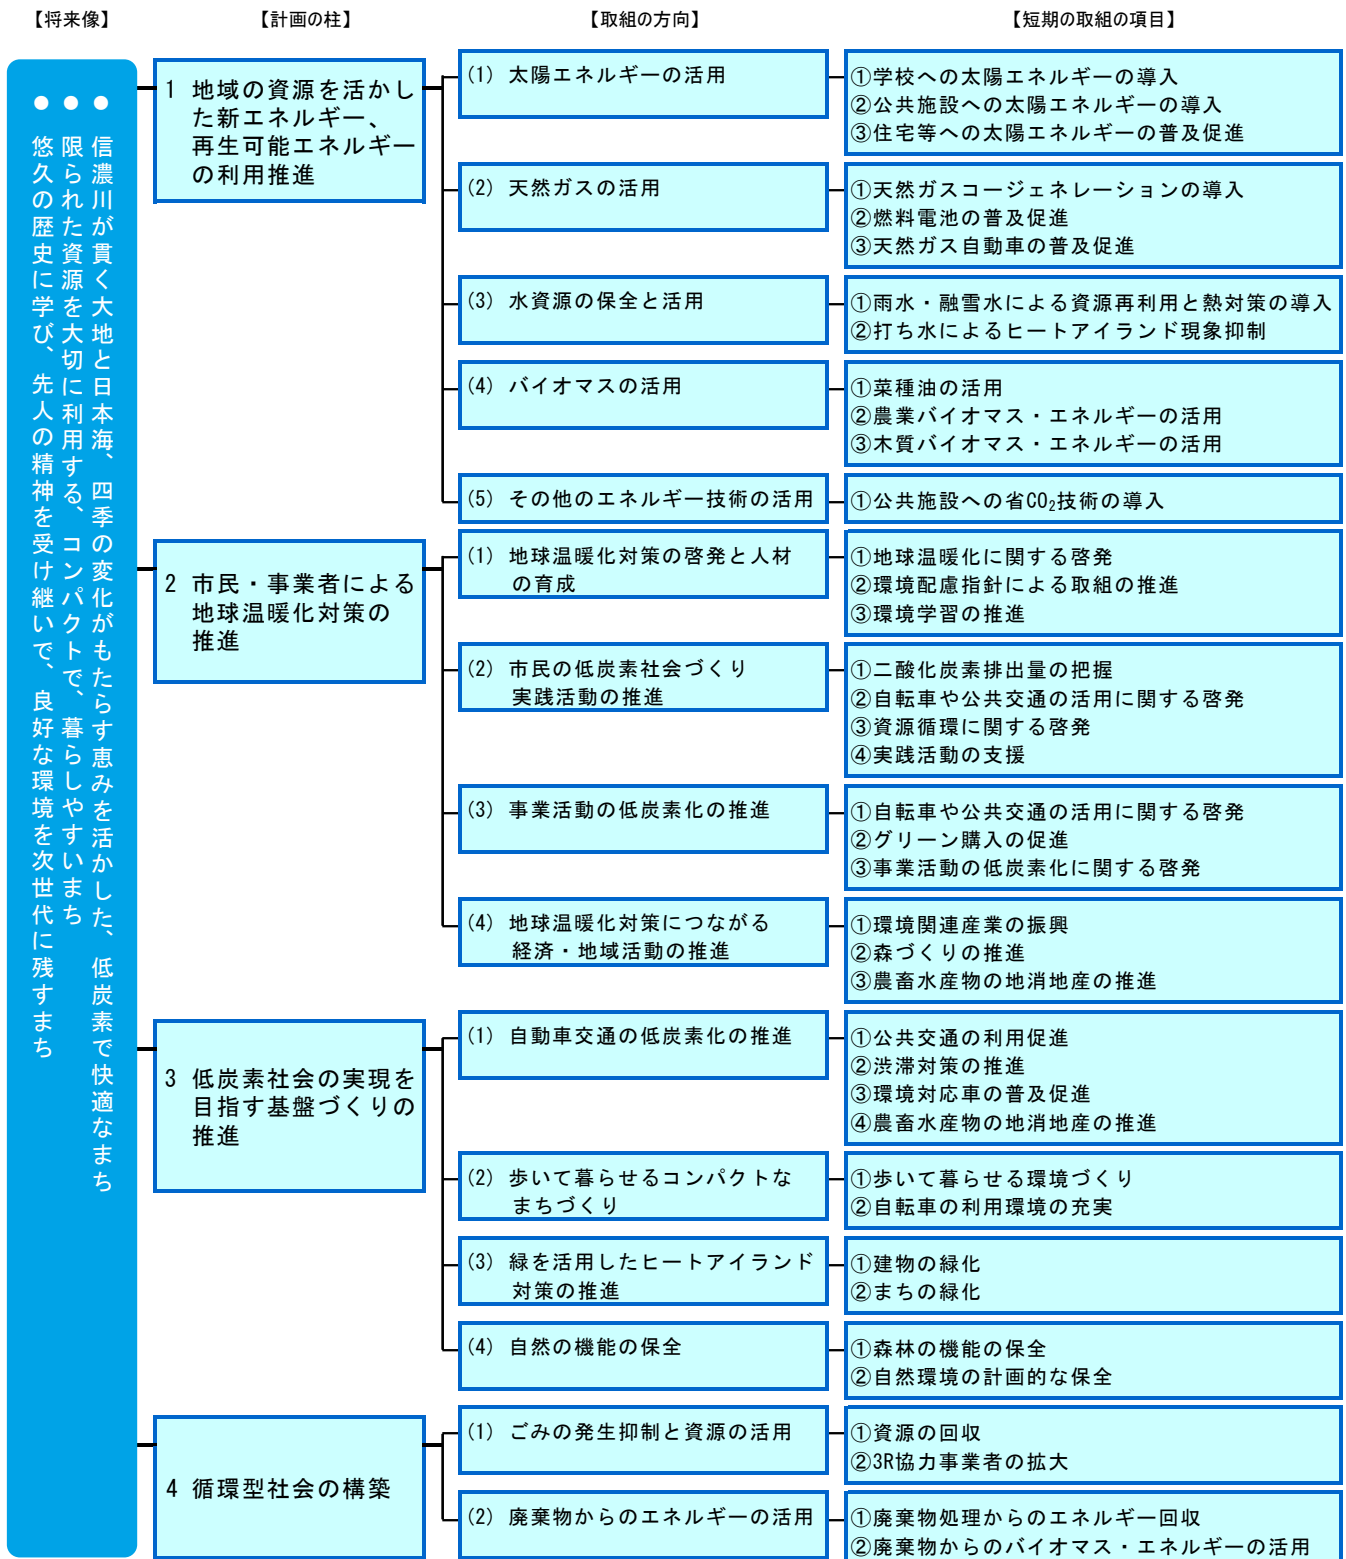 【将来像】
【計画の柱】
【取組の方向】
【短期の取組の項目】
● 信濃川が貫く大地と日本海、四季の変化がもたらす恵みを活かした、低炭素で快適なまち
● 限られた資源を大切に利用する、コンパクトで、暮らしやすいまち
● 悠久の歴史に学び、先人の精神を受け継いで、良好な環境を次世代に残すまち
1 地域の資源を活かし
た新エネルギー、
再生可能エネルギー
の利用推進
(1) 太陽エネルギーの活用
①学校への太陽エネルギーの導入
②公共施設への太陽エネルギーの導入
③住宅等への太陽エネルギーの普及促進
(2) 天然ガスの活用
①天然ガスコージェネレーションの導入
②燃料電池の普及促進
③天然ガス自動車の普及促進
(3) 水資源の保全と活用
①雨水・融雪水による資源再利用と熱対策の導入
②打ち水によるヒートアイランド現象抑制
(4) バイオマスの活用
①菜種油の活用
②農業バイオマス・エネルギーの活用
③木質バイオマス・エネルギーの活用
(5) その他のエネルギー技術の活用
①公共施設への省CO₂技術の導入
2 市民・事業者による
地球温暖化対策の
推進
(1) 地球温暖化対策の啓発と人材
の育成
①地球温暖化に関する啓発
②環境配慮指針による取組の推進
③環境学習の推進
(2) 市民の低炭素社会づくり
実践活動の推進
①二酸化炭素排出量の把握
②自転車や公共交通の活用に関する啓発
③資源循環に関する啓発
④実践活動の支援
(3) 事業活動の低炭素化の推進
①自転車や公共交通の活用に関する啓発
②グリーン購入の促進
③事業活動の低炭素化に関する啓発
(4) 地球温暖化対策につながる
経済・地域活動の推進
①環境関連産業の振興
②森づくりの推進
③農畜水産物の地消地産の推進
3 低炭素社会の実現を
目指す基盤づくりの
推進
(1) 自動車交通の低炭素化の推進
①公共交通の利用促進
②渋滞対策の推進
③環境対応車の普及促進
④農畜水産物の地消地産の推進
(2) 歩いて暮らせるコンパクトな
まちづくり
①歩いて暮らせる環境づくり
②自転車の利用環境の充実
(3) 緑を活用したヒートアイランド
対策の推進
①建物の緑化
②まちの緑化
(4) 自然の機能の保全
①森林の機能の保全
②自然環境の計画的な保全
4 循環型社会の構築
(1) ごみの発生抑制と資源の活用
①資源の回収
②3R協力事業者の拡大
(2) 廃棄物からのエネルギーの活用
①廃棄物処理からのエネルギー回収
②廃棄物からのバイオマス・エネルギーの活用